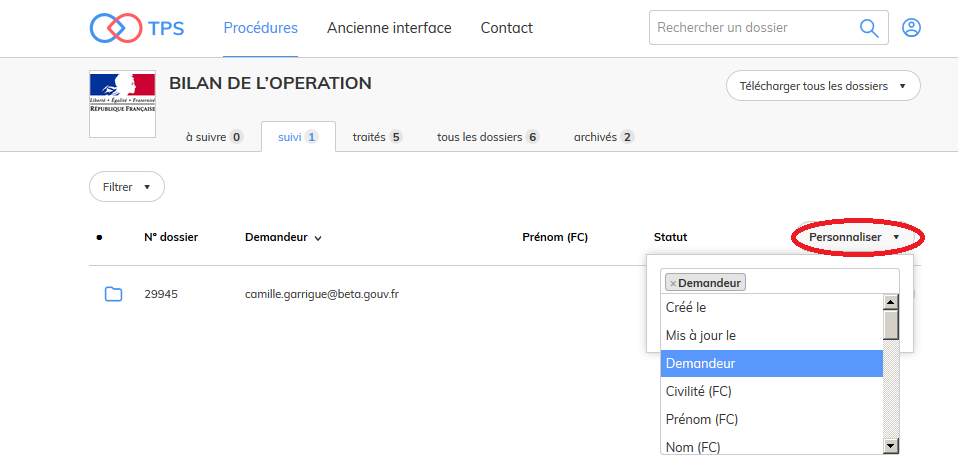 TPS
Procédures
Ancienne interface
Contact
Rechercher un dossier
Liberté • Égalité • Fraternité
RÉPUBLIQUE FRANÇAISE
BILAN DE L'OPERATION
Télécharger tous les dossiers
à suivre 0
suivi 1
traités 5
tous les dossiers 6
archivés 2
Filtrer
Nº dossier
Demandeur
Prénom (FC)
Statut
Personnaliser
29945
camille.garrigue@beta.gouv.fr
×Demandeur
Créé le
Mis à jour le
Demandeur
Civilité (FC)
Prénom (FC)
Nom (FC)